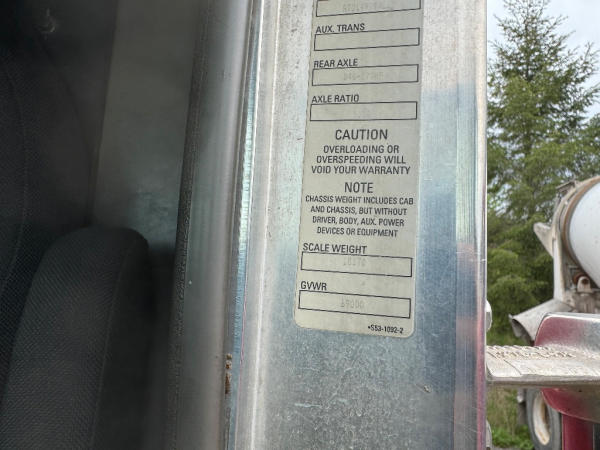 AUX. TRANS
REAR AXLE
AXLE RATIO
CAUTION
OVERLOADING OR
OVERSPEEDING WILL
VOID YOUR WARRANTY
NOTE
CHASSIS WEIGHT INCLUDES CAB
AND CHASSIS, BUT WITHOUT
DRIVER, BODY, AUX. POWER
DEVICES OR EQUIPMENT
SCALE WEIGHT
GVWR
69000
•S53-1092-2